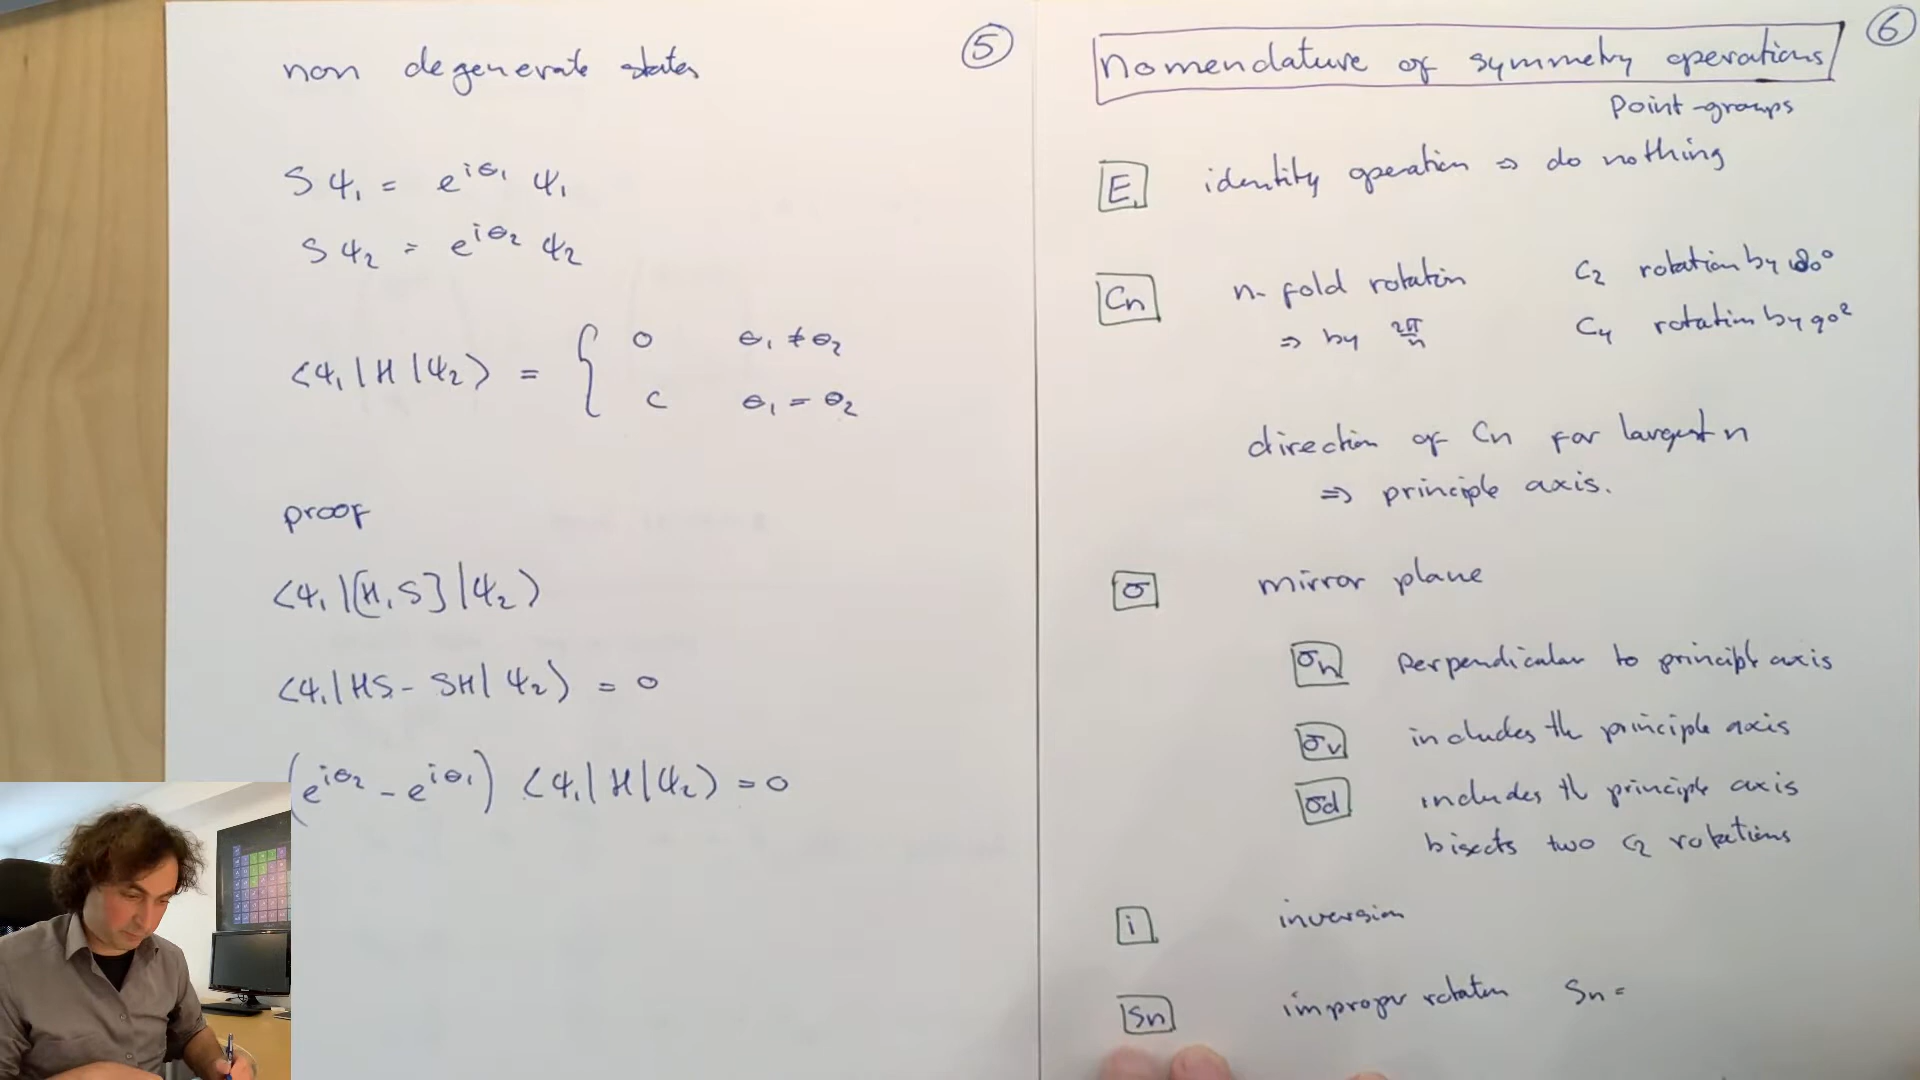 non degenerate states
⑤
S ψ₁ = e^{iθ₁} ψ₁
S ψ₂ = e^{iθ₂} ψ₂
⟨ψ₁|H|ψ₂⟩ = { 0 θ₁ ≠ θ₂
c θ₁ = θ₂
proof
⟨ψ₁|[H,S]|ψ₂⟩
⟨ψ₁|HS - SH|ψ₂⟩ = 0
(e^{iθ₂} - e^{iθ₁}) ⟨ψ₁|H|ψ₂⟩ = 0
⑥
Nomenclature of symmetry operations
point-groups
E identity operation ⇒ do nothing
Cn n-fold rotation C₂ rotation by 180°
⇒ by 2π/n C₄ rotation by 90°
direction of Cn for largest n
⇒ principle axis.
σ mirror plane
σh perpendicular to principle axis
σv includes the principle axis
σd includes the principle axis
bisects two C₂ rotations
i inversion
Sn improper rotation Sn =